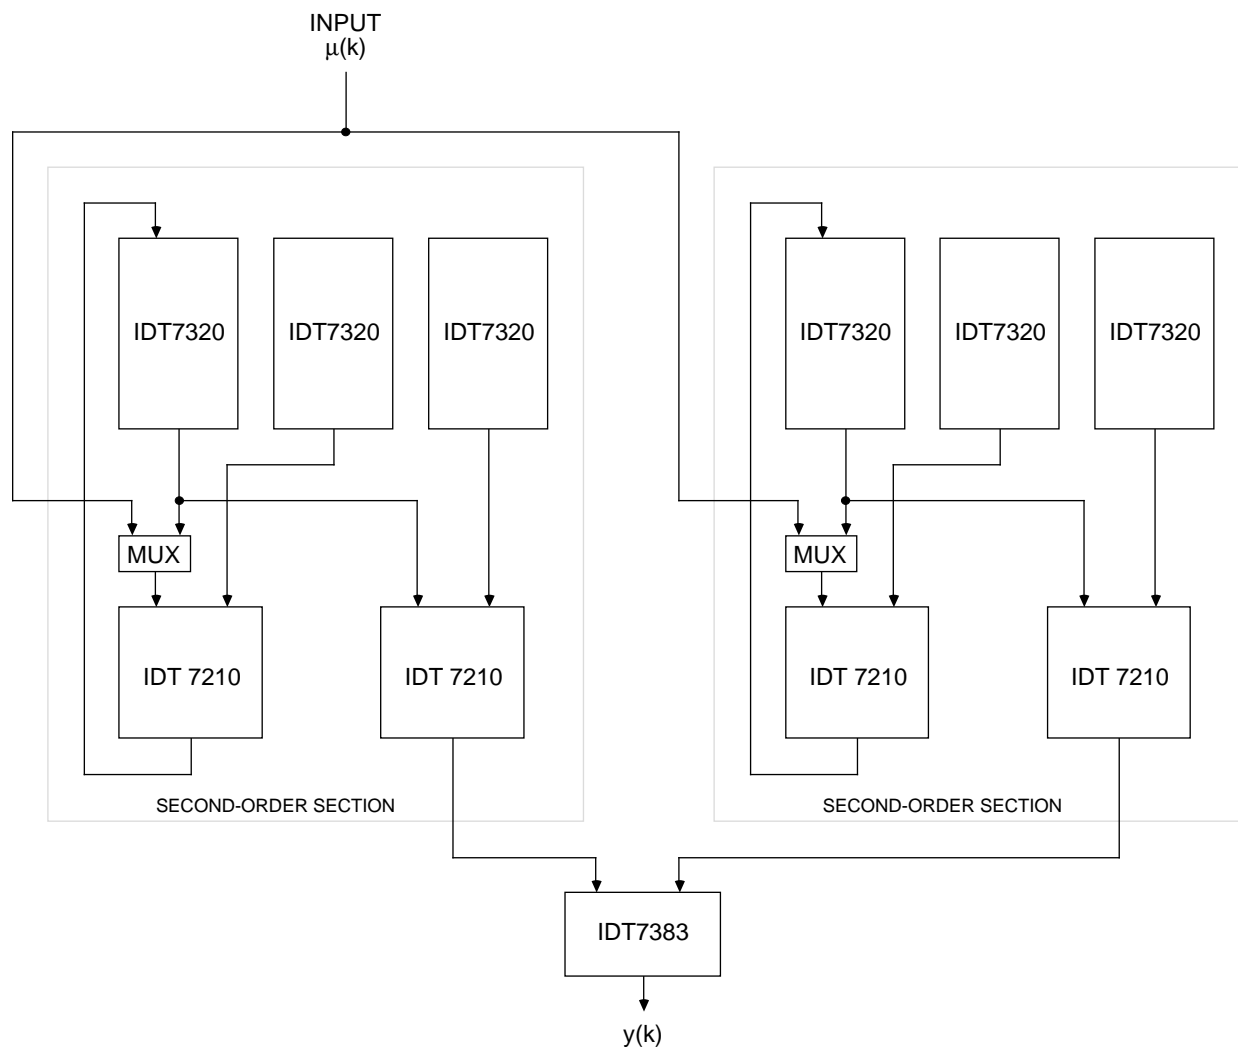 INPUT
μ(k)
IDT7320 IDT7320 IDT7320 IDT7320 IDT7320 IDT7320
MUX MUX
IDT 7210 IDT 7210 IDT 7210 IDT 7210
SECOND-ORDER SECTION SECOND-ORDER SECTION
IDT7383
y(k)